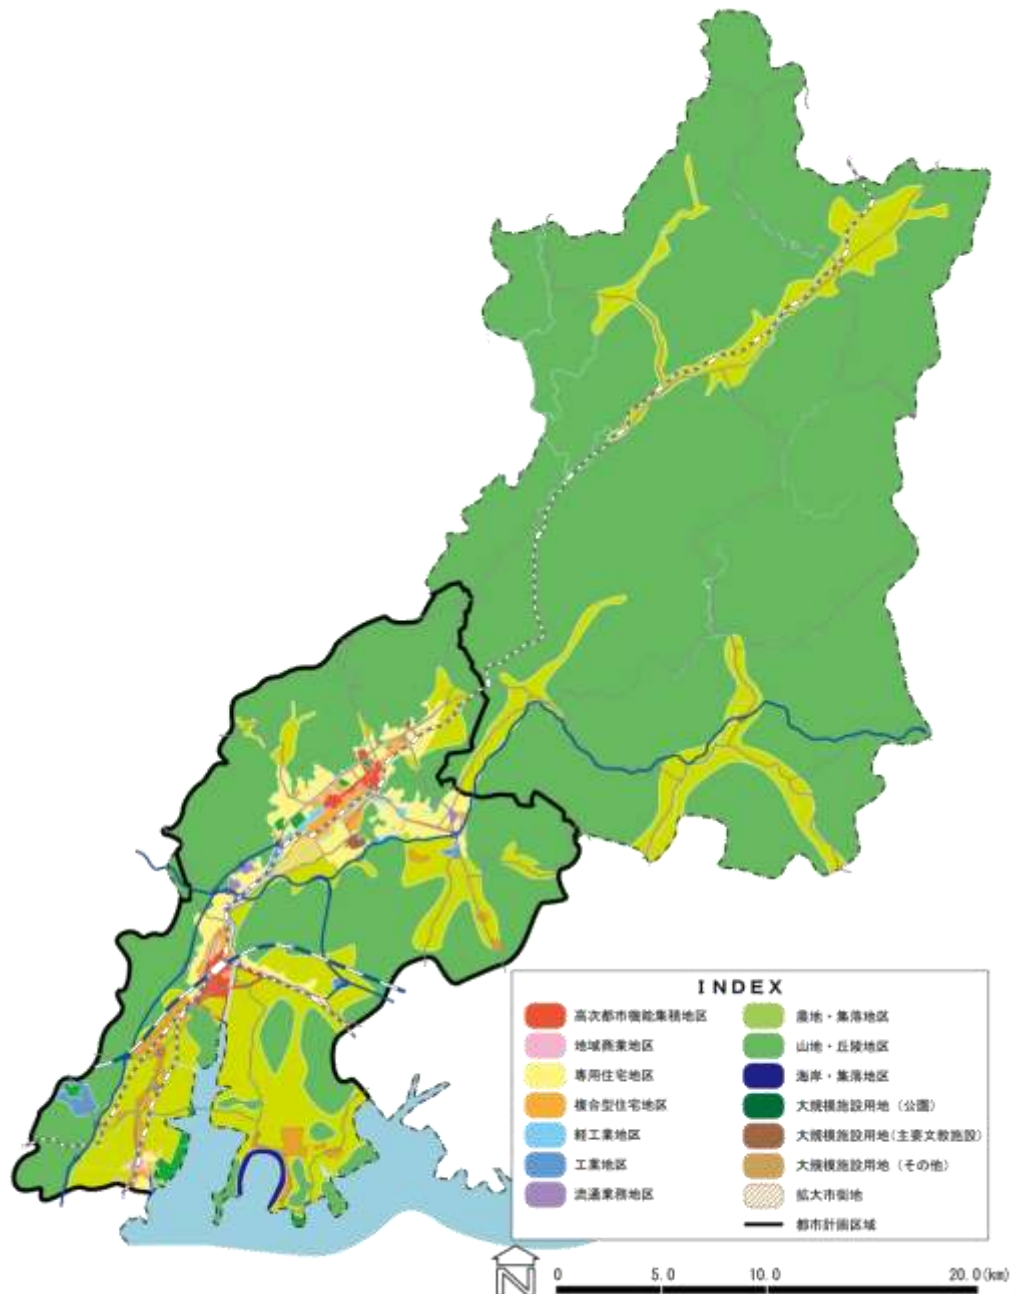 INDEX
高次都市機能集積地区
地域商業地区
専用住宅地区
複合型住宅地区
軽工業地区
工業地区
流通業務地区
農地・集落地区
山地・丘陵地区
海岸・集落地区
大規模施設用地（公園）
大規模施設用地（主要文教施設）
大規模施設用地（その他）
拡大市街地
都市計画区域
N
0 5.0 10.0 20.0(km)